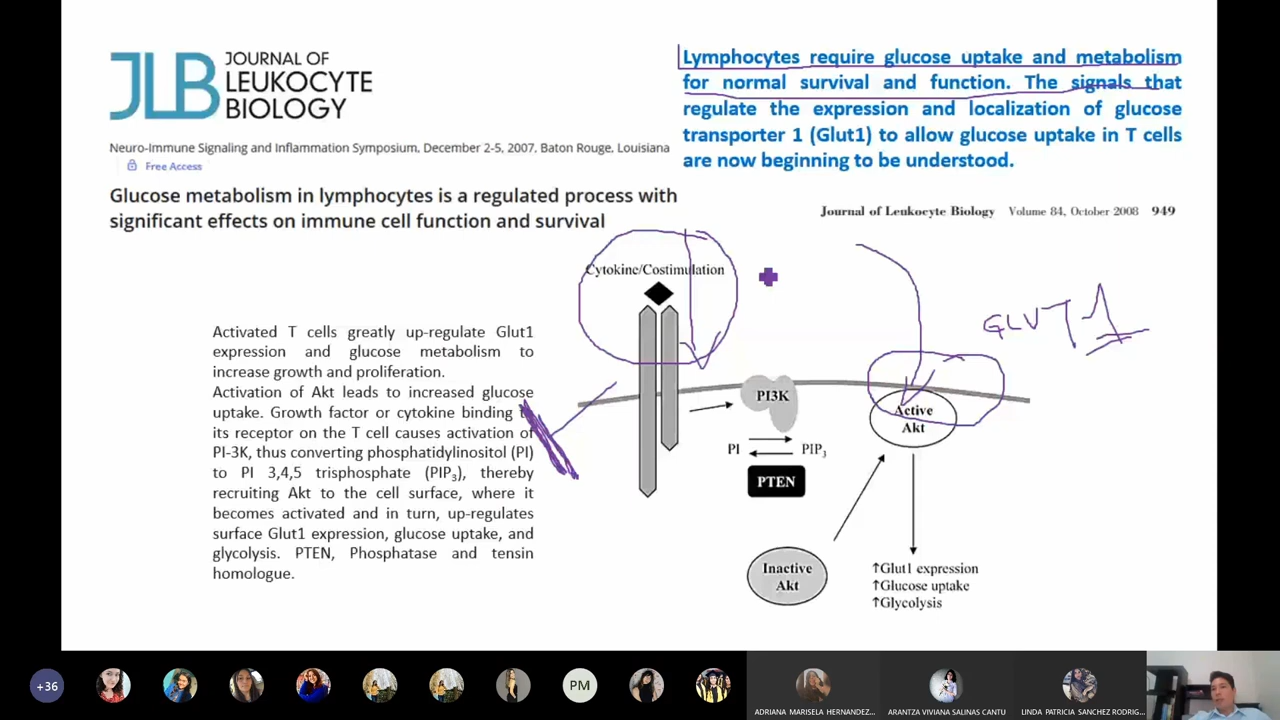 JLB JOURNAL OF
LEUKOCYTE
BIOLOGY
Neuro-Immune Signaling and Inflammation Symposium, December 2-5, 2007, Baton Rouge, Louisiana
Free Access
Glucose metabolism in lymphocytes is a regulated process with
significant effects on immune cell function and survival
Lymphocytes require glucose uptake and metabolism
for normal survival and function. The signals that
regulate the expression and localization of glucose
transporter 1 (Glut1) to allow glucose uptake in T cells
are now beginning to be understood.
Journal of Leukocyte Biology Volume 84, October 2008 949
Activated T cells greatly up-regulate Glut1
expression and glucose metabolism to
increase growth and proliferation.
Activation of Akt leads to increased glucose
uptake. Growth factor or cytokine binding to
its receptor on the T cell causes activation of
PI-3K, thus converting phosphatidylinositol (PI)
to PI 3,4,5 trisphosphate (PIP3), thereby
recruiting Akt to the cell surface, where it
becomes activated and in turn, up-regulates
surface Glut1 expression, glucose uptake, and
glycolysis. PTEN, Phosphatase and tensin
homologue.
Cytokine/Costimulation
GLUT 1
PI3K
Active
Akt
PI PIP3
PTEN
Inactive
Akt
↑Glut1 expression
↑Glucose uptake
↑Glycolysis
+36
PM
ADRIANA MARISELA HERNANDEZ...
ARANTZA VIVIANA SALINAS CANTU
LINDA PATRICIA SANCHEZ RODRIG...